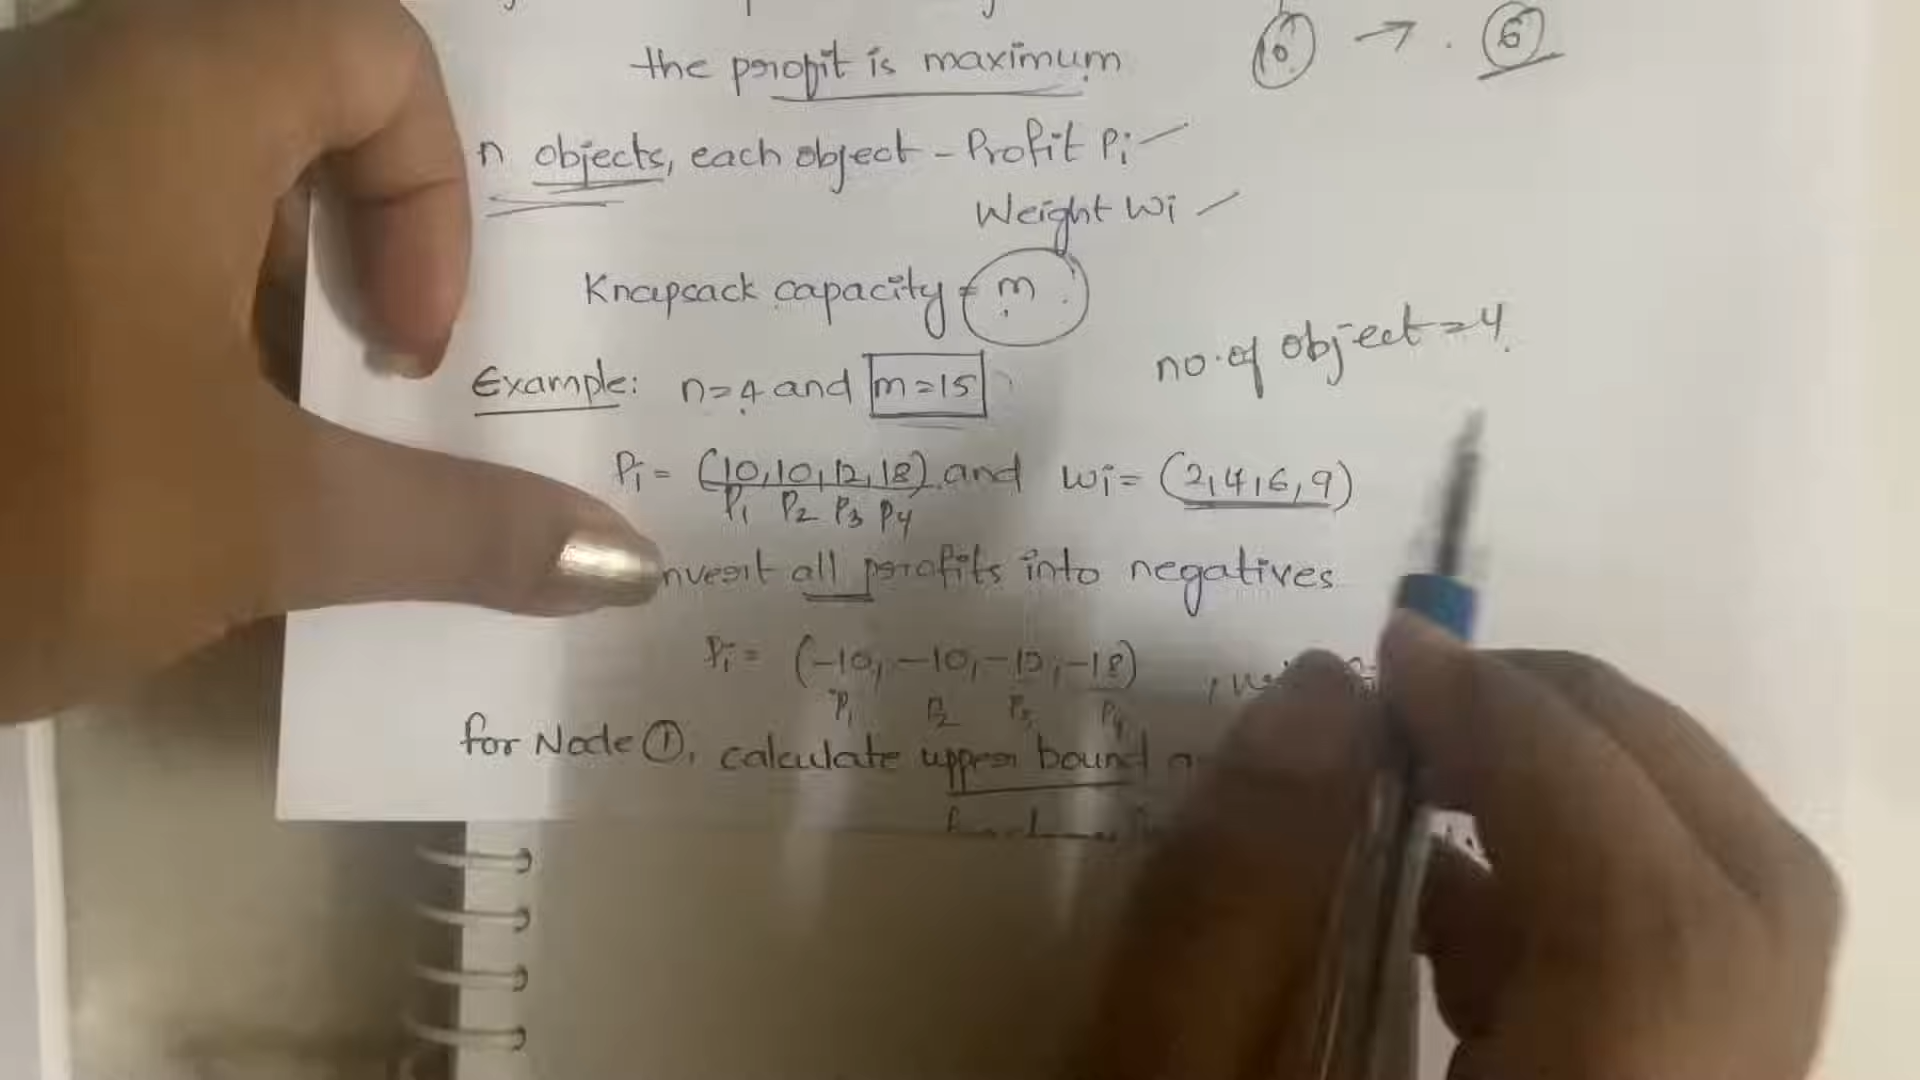 the profit is maximum
10 → . 6
n objects, each object - Profit Pi
Weight Wi
Knapsack capacity = m
no. of object = 4
Example: n=4 and m=15
Pi = (10,10,12,18) and Wi = (2,4,6,9)
P1 P2 P3 P4
nvert all profits into negatives
Pi = (-10, -10, -12, -18)
P1 P2 P3 P4
for Node ①, calculate upper bound